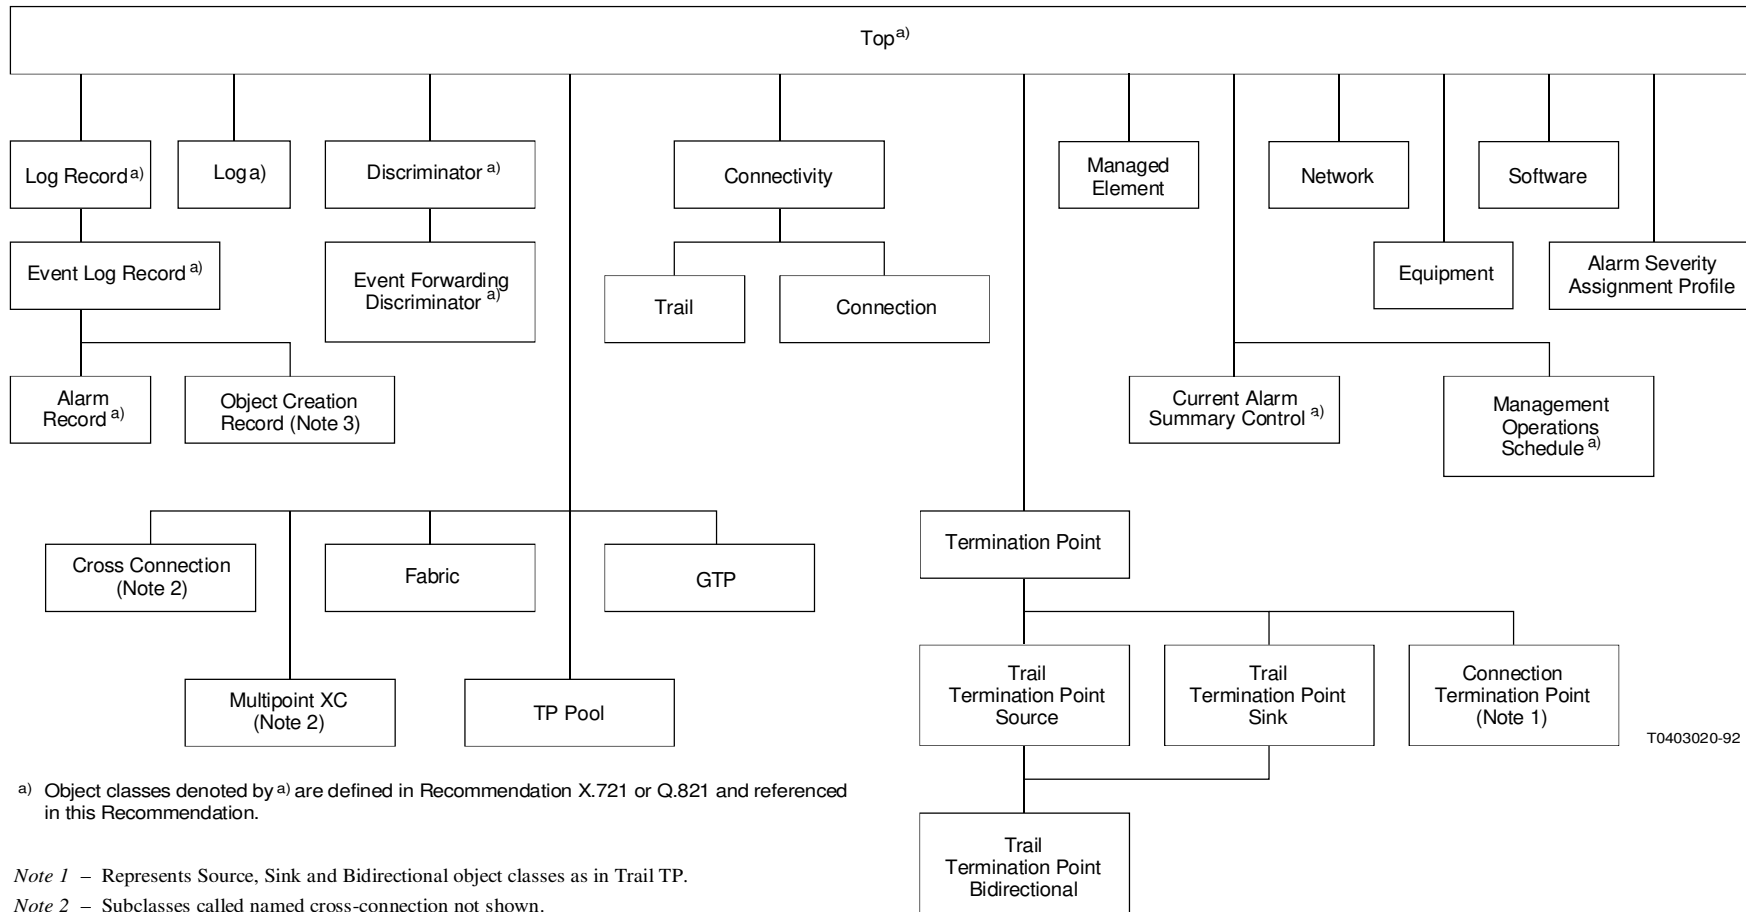 Top a)
Log Record a)
Log a)
Discriminator a)
Connectivity
Managed
Element
Network
Software
Event Log Record a)
Event Forwarding
Discriminator a)
Trail
Connection
Equipment
Alarm Severity
Assignment Profile
Alarm
Record a)
Object Creation
Record (Note 3)
Current Alarm
Summary Control a)
Management
Operations
Schedule a)
Cross Connection
(Note 2)
Fabric
GTP
Termination Point
Multipoint XC
(Note 2)
TP Pool
Trail
Termination Point
Source
Trail
Termination Point
Sink
Connection
Termination Point
(Note 1)
T0403020-92
a) Object classes denoted by a) are defined in Recommendation X.721 or Q.821 and referenced
in this Recommendation.
Trail
Termination Point
Bidirectional
Note 1 – Represents Source, Sink and Bidirectional object classes as in Trail TP.
Note 2 – Subclasses called named cross-connection not shown.